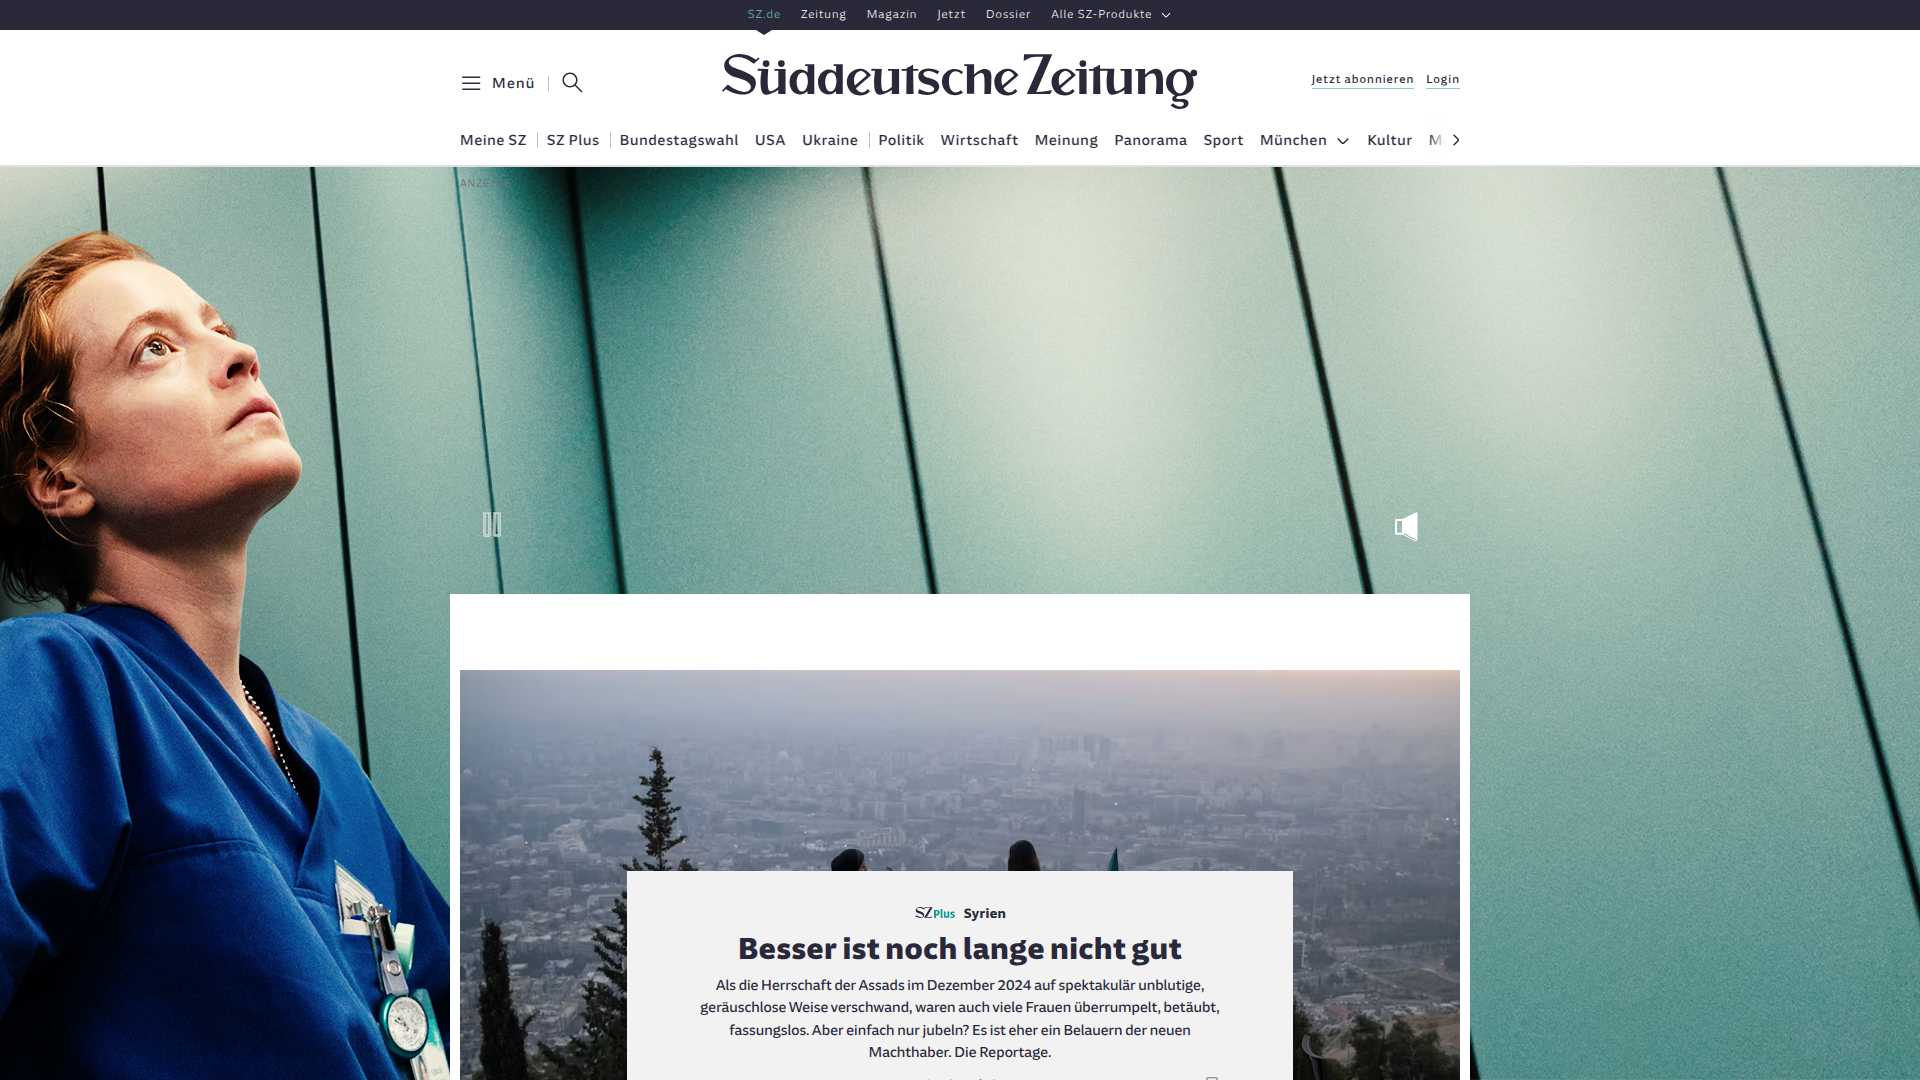 SZ.de Zeitung Magazin Jetzt Dossier Alle SZ-Produkte
Menü
Süddeutsche Zeitung
Jetzt abonnieren Login
Meine SZ SZ Plus Bundestagswahl USA Ukraine Politik Wirtschaft Meinung Panorama Sport München Kultur M
SZ Plus Syrien
Besser ist noch lange nicht gut
Als die Herrschaft der Assads im Dezember 2024 auf spektakulär unblutige,
geräuschlose Weise verschwand, waren auch viele Frauen überrumpelt, betäubt,
fassungslos. Aber einfach nur jubeln? Es ist eher ein Belauern der neuen
Machthaber. Die Reportage.